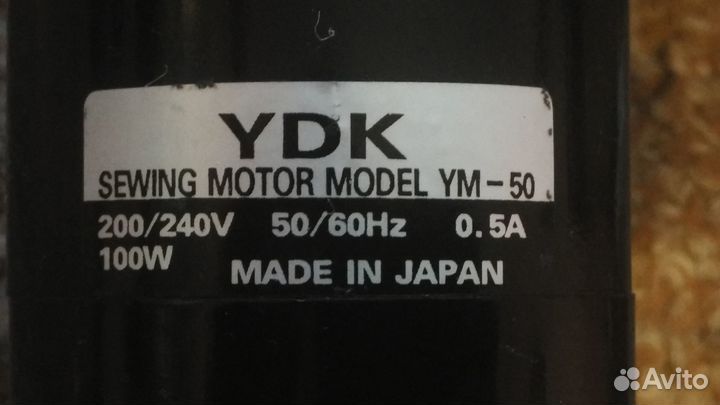 YDK
SEWING MOTOR MODEL YM-50
200/240V 50/60Hz 0.5A
100W
MADE IN JAPAN
Avito